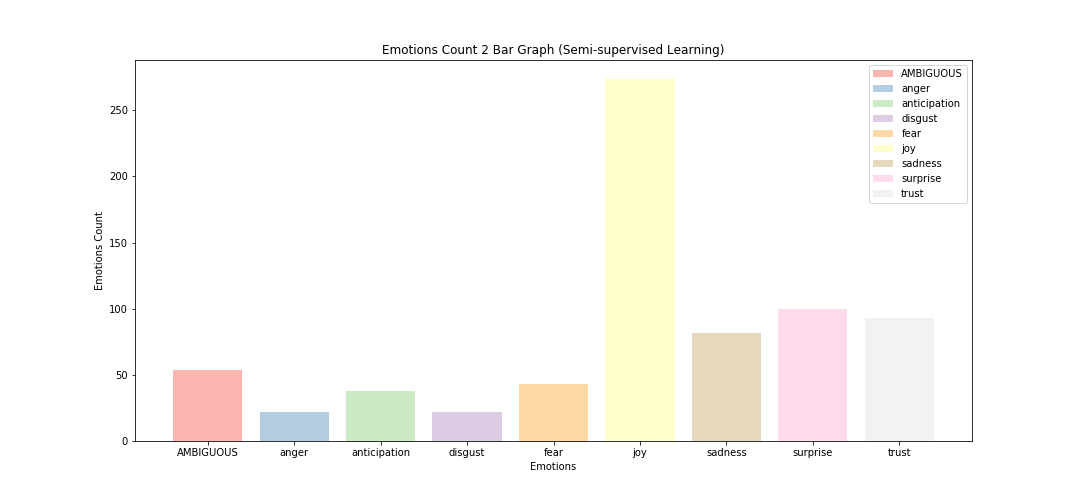 Emotions Count 2 Bar Graph (Semi-supervised Learning)
AMBIGUOUS
anger
anticipation
disgust
fear
joy
sadness
surprise
trust
Emotions Count
250
200
150
100
50
0
AMBIGUOUS anger anticipation disgust fear joy sadness surprise trust
Emotions